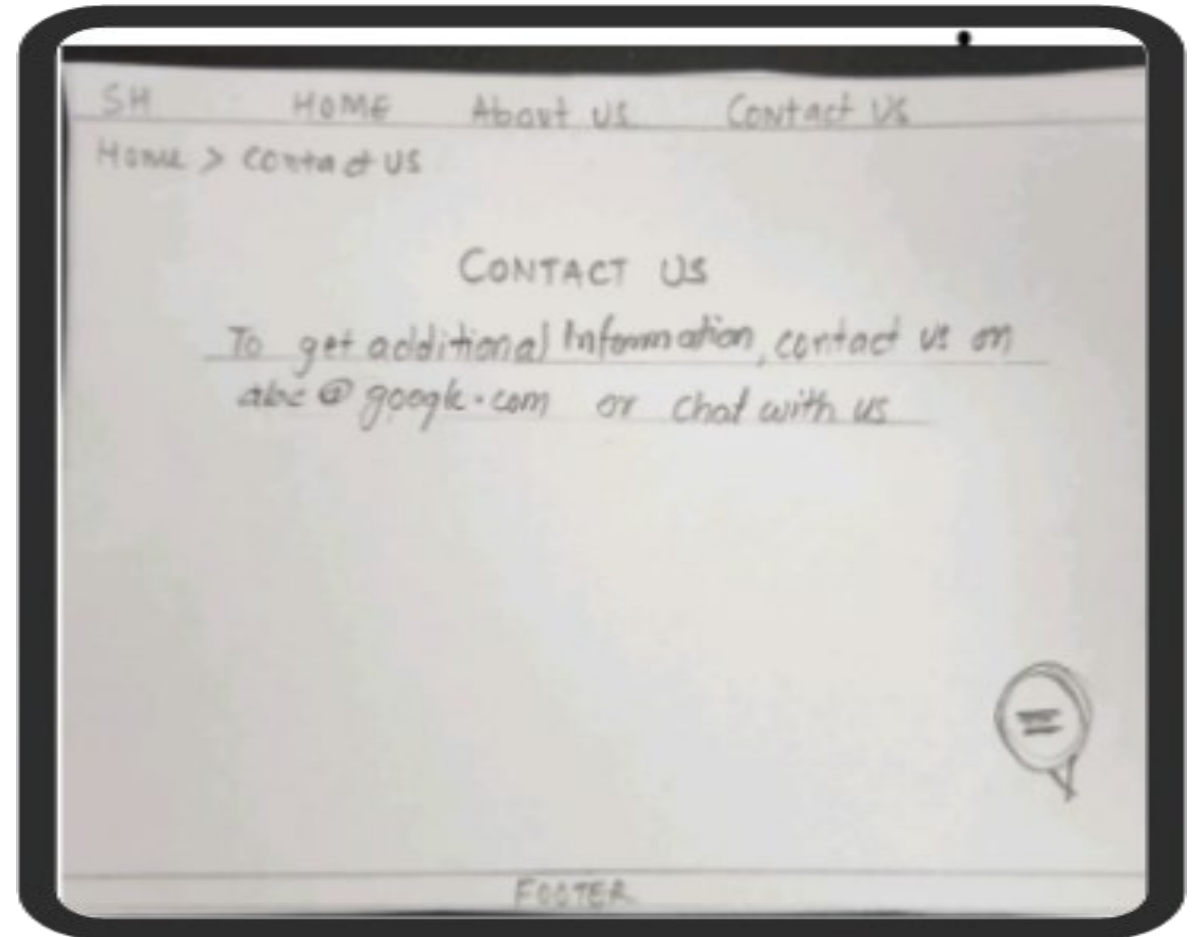 SH HOME About us Contact Us
Home > contact us
CONTACT US
To get additional Information, contact us on
abc@google.com or chat with us
FOOTER